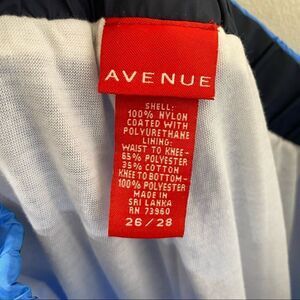 AVENUE
SHELL:
100% NYLON
COATED WITH
POLYURETHANE
LINING:
WAIST TO KNEE-
65% POLYESTER
35% COTTON
KNEE TO BOTTOM-
100% POLYESTER
MADE IN
SRI LANKA
RN 73960
26/28